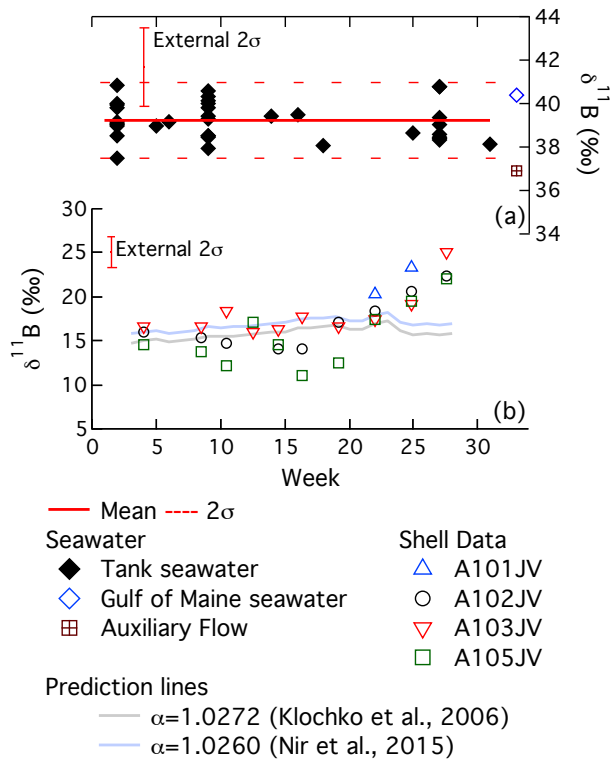 44
External 2σ
42
40
38
36
34
δ11 B (‰)
(a)
30
25
20
15
10
5
δ11 B (‰)
External 2σ
(b)
0 5 10 15 20 25 30
Week
Mean 2σ
Seawater
Tank seawater
Gulf of Maine seawater
Auxiliary Flow
Shell Data
A101JV
A102JV
A103JV
A105JV
Prediction lines
α=1.0272 (Klochko et al., 2006)
α=1.0260 (Nir et al., 2015)